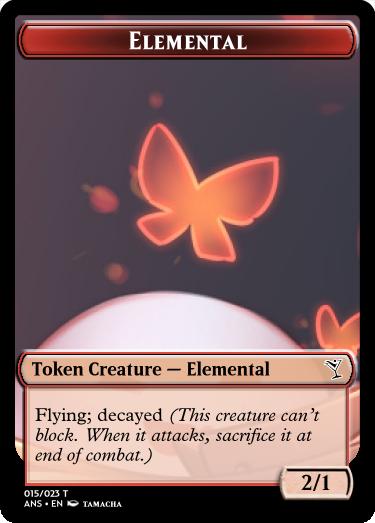 ELEMENTAL
Token Creature — Elemental
Flying; decayed (This creature can't
block. When it attacks, sacrifice it at
end of combat.)
2/1
015/023 T
ANS • EN TAMACHA